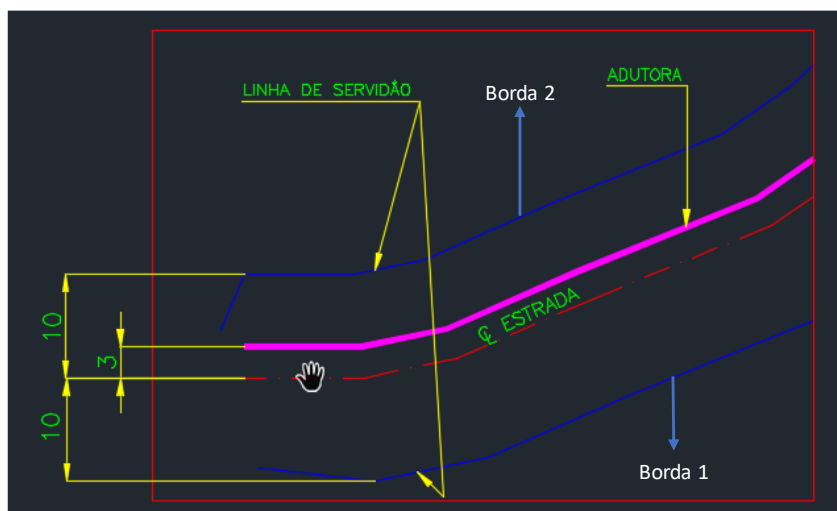 ADUTORA
LINHA DE SERVIDÃO
Borda 2
10
3
℄ ESTRADA
10
Borda 1